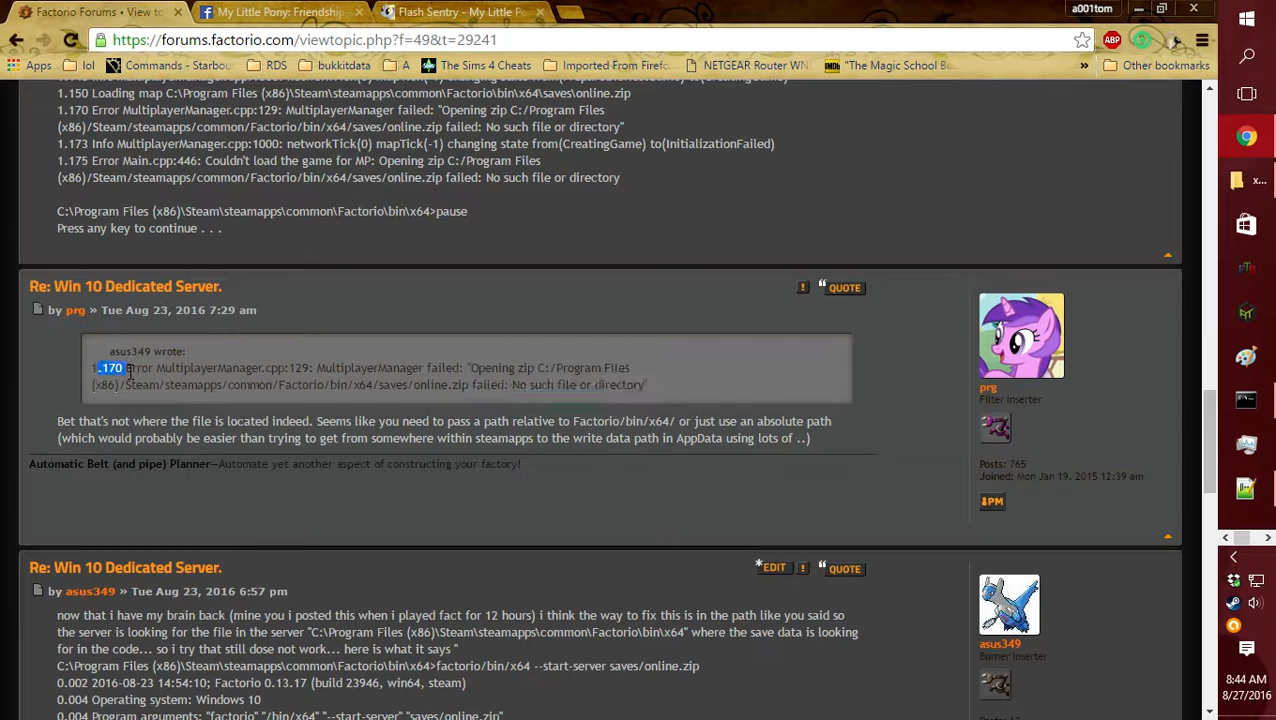 Factorio Forums • View to
My Little Pony: Friendship
Flash Sentry - My Little Po
a001tom
https://forums.factorio.com/viewtopic.php?f=49&t=29241
ABP
Apps
lol
Commands - Starbou
RDS
bukkitdata
A
The Sims 4 Cheats
Imported From Firefo
NETGEAR Router WN
IMDb
"The Magic School B
»
Other bookmarks
1.150 Loading map C:\Program Files (x86)\Steam\steamapps\common\Factorio\bin\x64\saves\online.zip
1.170 Error MultiplayerManager.cpp:129: MultiplayerManager failed: "Opening zip C:/Program Files
(x86)/Steam/steamapps/common/Factorio/bin/x64/saves/online.zip failed: No such file or directory"
1.173 Info MultiplayerManager.cpp:1000: networkTick(0) mapTick(-1) changing state from(CreatingGame) to(InitializationFailed)
1.175 Error Main.cpp:446: Couldn't load the game for MP: Opening zip C:/Program Files
(x86)/Steam/steamapps/common/Factorio/bin/x64/saves/online.zip failed: No such file or directory
C:\Program Files (x86)\Steam\steamapps\common\Factorio\bin\x64>pause
Press any key to continue . . .
Re: Win 10 Dedicated Server.
! QUOTE
by prg » Tue Aug 23, 2016 7:29 am
asus349 wrote:
1.170 Error MultiplayerManager.cpp:129: MultiplayerManager failed: "Opening zip C:/Program Files
(x86)/Steam/steamapps/common/Factorio/bin/x64/saves/online.zip failed: No such file or directory"
Bet that's not where the file is located indeed. Seems like you need to pass a path relative to Factorio/bin/x64/ or just use an absolute path
(which would probably be easier than trying to get from somewhere within steamapps to the write data path in AppData using lots of ..)
Automatic Belt (and pipe) Planner—Automate yet another aspect of constructing your factory!
prg
Filter Inserter
Posts: 765
Joined: Mon Jan 19, 2015 12:39 am
PM
Re: Win 10 Dedicated Server.
EDIT ! QUOTE
by asus349 » Tue Aug 23, 2016 6:57 pm
now that i have my brain back (mine you i posted this when i played fact for 12 hours) i think the way to fix this is in the path like you said so
the server is looking for the file in the server "C:\Program Files (x86)\Steam\steamapps\common\Factorio\bin\x64" where the save data is looking
for in the code... so i try that still dose not work... here is what it says "
C:\Program Files (x86)\Steam\steamapps\common\Factorio\bin\x64>factorio/bin/x64 --start-server saves/online.zip
0.002 2016-08-23 14:54:10; Factorio 0.13.17 (build 23946, win64, steam)
0.004 Operating system: Windows 10
0.004 Program arguments: "factorio" "/bin/x64" "--start-server" "saves/online.zip"
asus349
Burner Inserter
x...
8:44 AM
8/27/2016